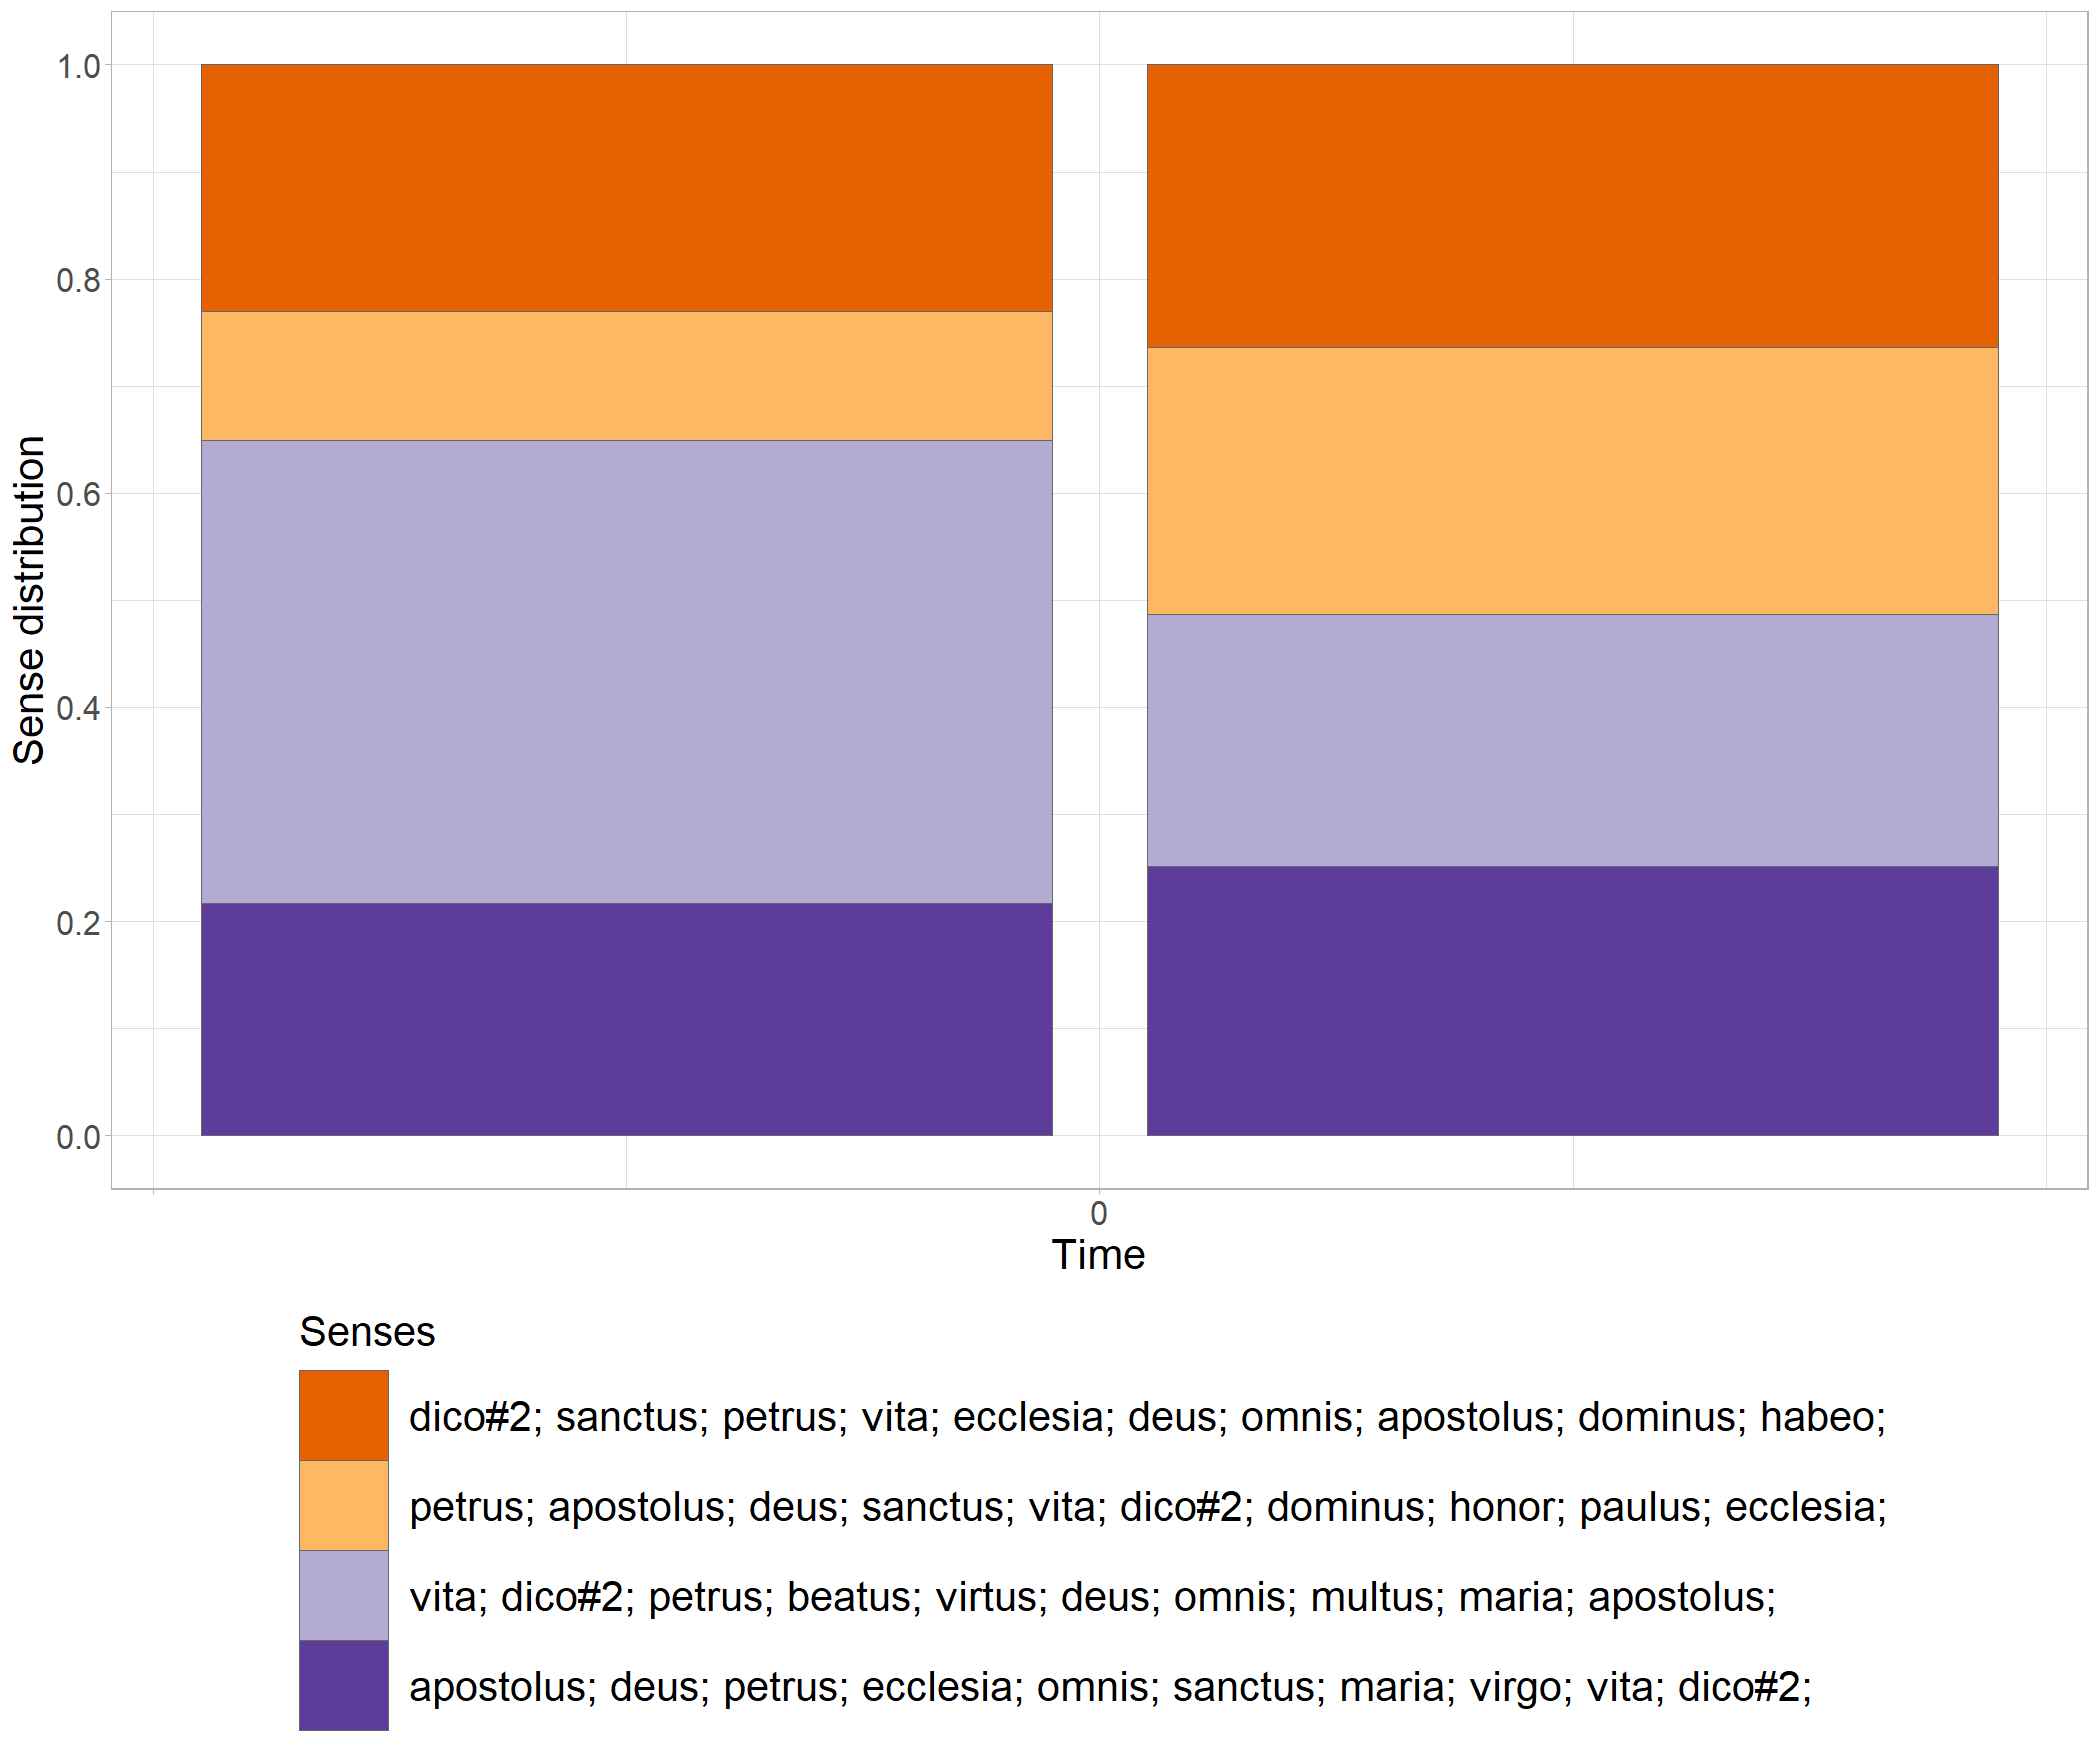 1.0
0.8
0.6
0.4
0.2
0.0
Sense distribution
0
Time
Senses
dico#2; sanctus; petrus; vita; ecclesia; deus; omnis; apostolus; dominus; habeo;
petrus; apostolus; deus; sanctus; vita; dico#2; dominus; honor; paulus; ecclesia;
vita; dico#2; petrus; beatus; virtus; deus; omnis; multus; maria; apostolus;
apostolus; deus; petrus; ecclesia; omnis; sanctus; maria; virgo; vita; dico#2;